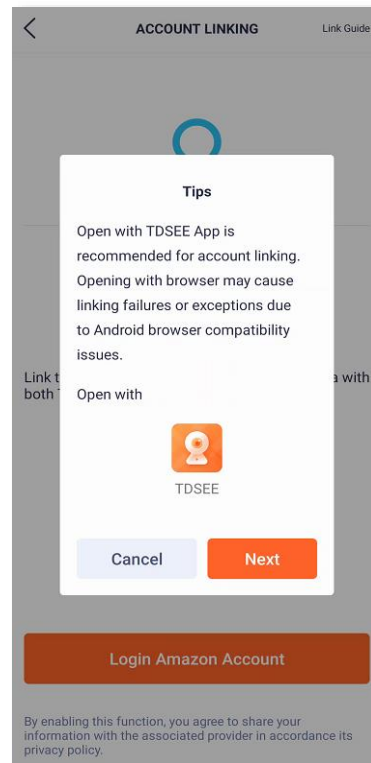 ACCOUNT LINKING
Link Guide
Tips
Open with TDSEE App is
recommended for account linking.
Opening with browser may cause
linking failures or exceptions due
to Android browser compatibility
issues.
Link t
a with
both
Open with
TDSEE
Cancel
Next
Login Amazon Account
By enabling this function, you agree to share your
information with the associated provider in accordance its
privacy policy.